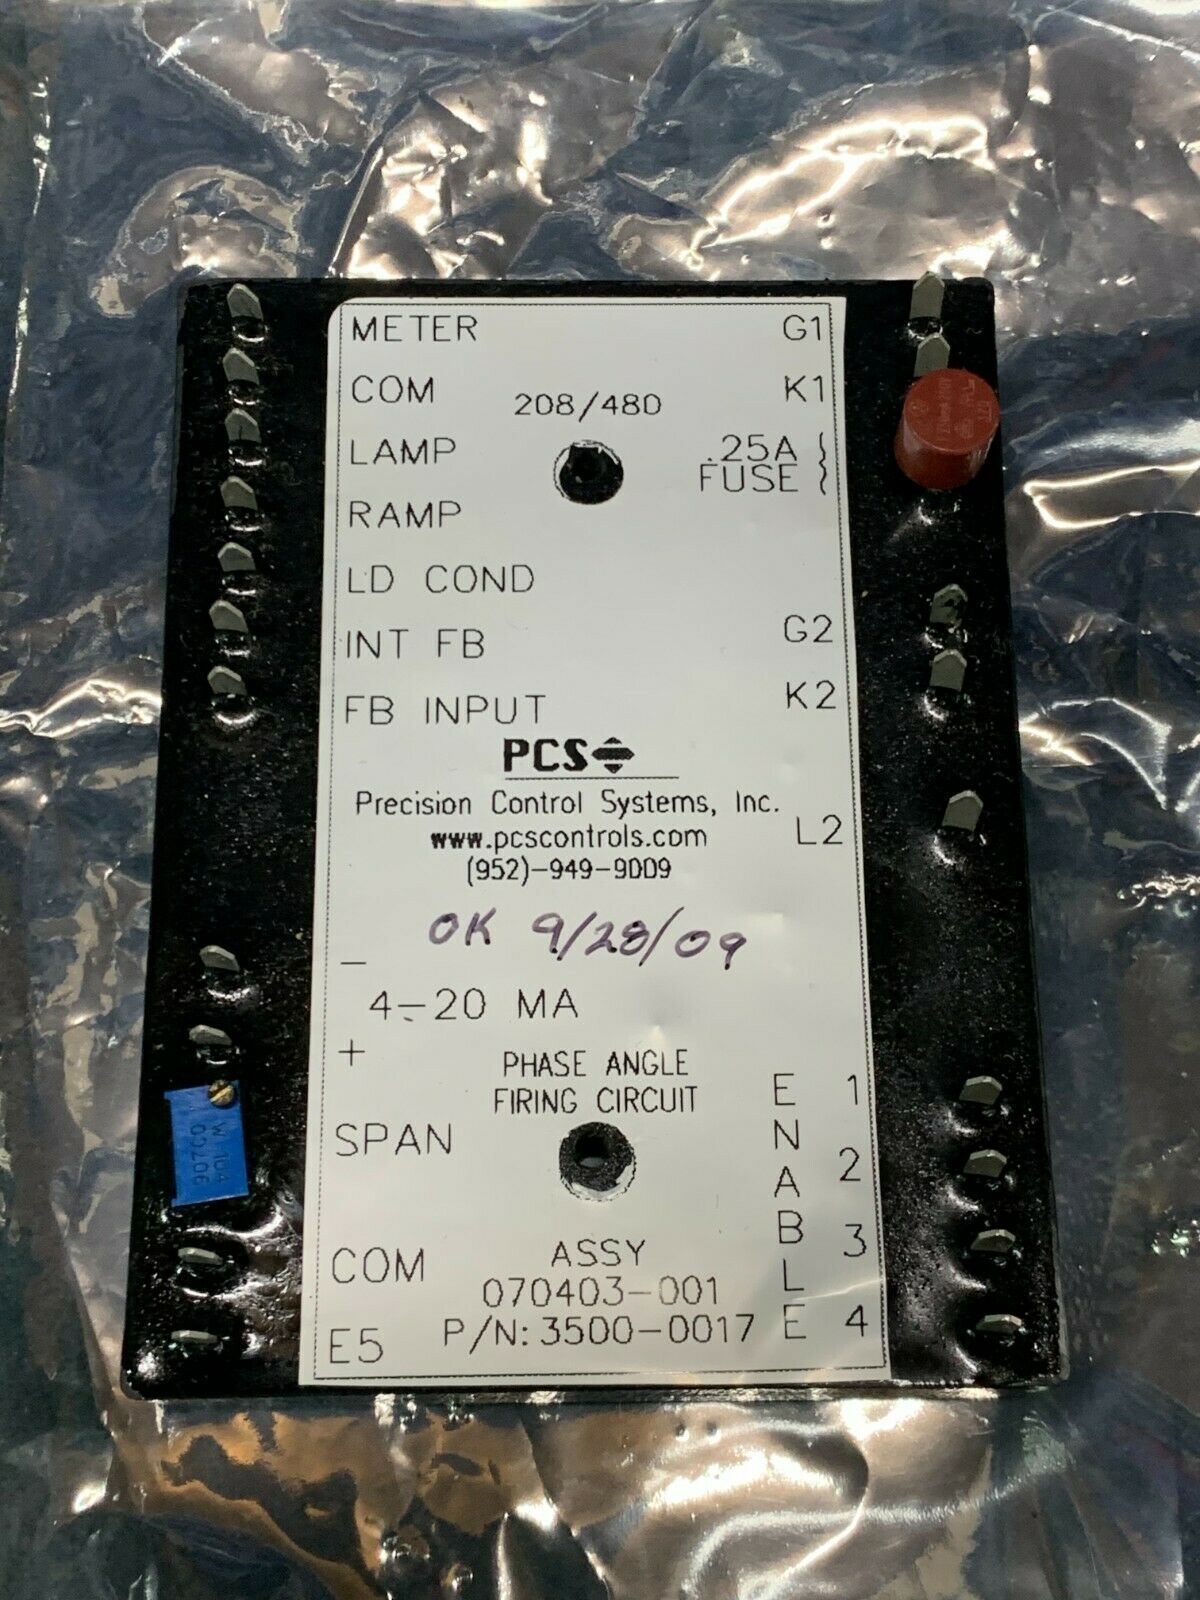 METER G1
COM K1
208/480
LAMP .25A
FUSE
RAMP
LD COND
INT FB G2
FB INPUT K2
PCS
Precision Control Systems, Inc.
www.pcscontrols.com L2
(952)-949-9009
OK 9/28/09
-
4-20 MA
+
PHASE ANGLE
FIRING CIRCUIT
ENABLE
1
2
3
4
SPAN
W 104
COM
ASSY
070403-001
E5 P/N: 3500-0017